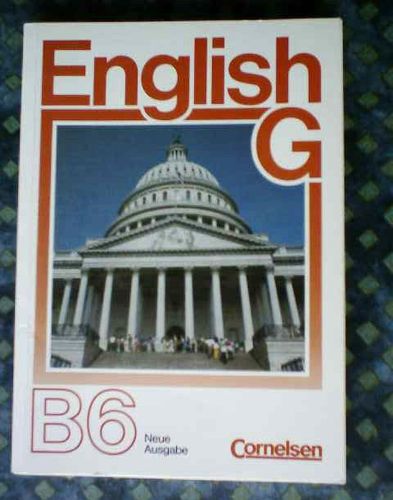 English
G
B6
Neue
Ausgabe
Cornelsen